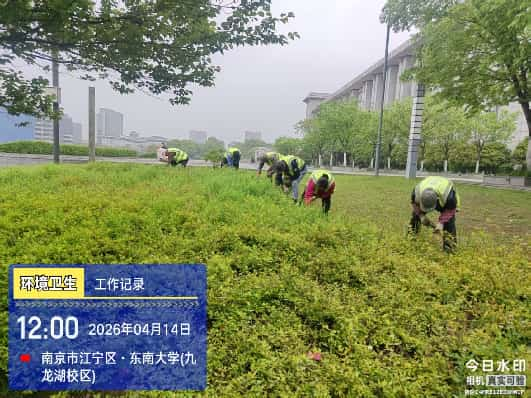 环境卫生 工作记录
12:00 2026年04月14日
南京市江宁区·东南大学(九
龙湖校区)
今日水印
相机 真实可验